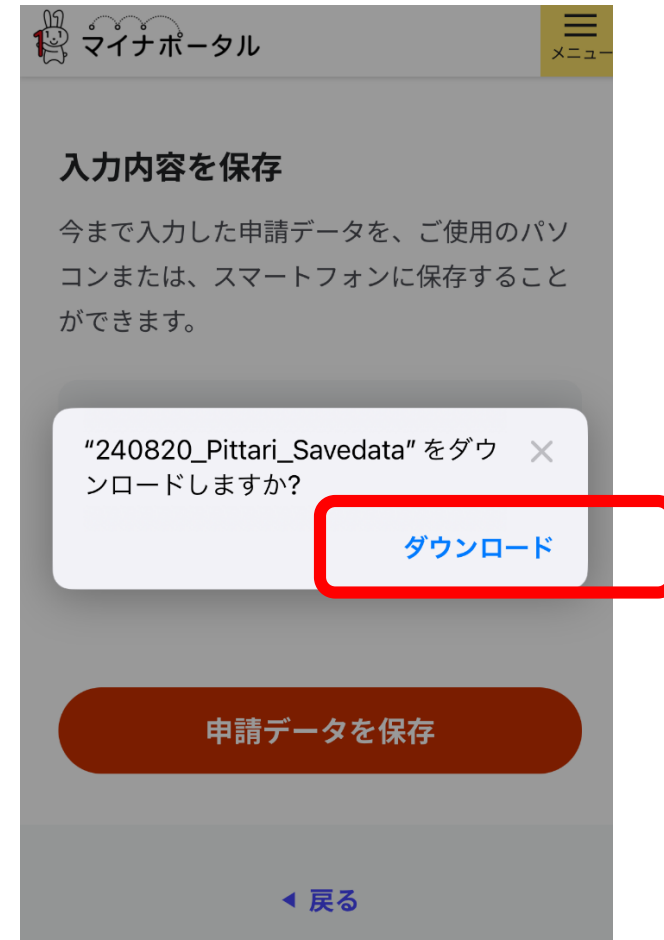 マイナポータル
メニュー
入力内容を保存
今まで入力した申請データを、ご使用のパソ
コンまたは、スマートフォンに保存すること
ができます。
“240820_Pittari_Savedata” をダウ
ンロードしますか?
ダウンロード
申請データを保存
◀ 戻る